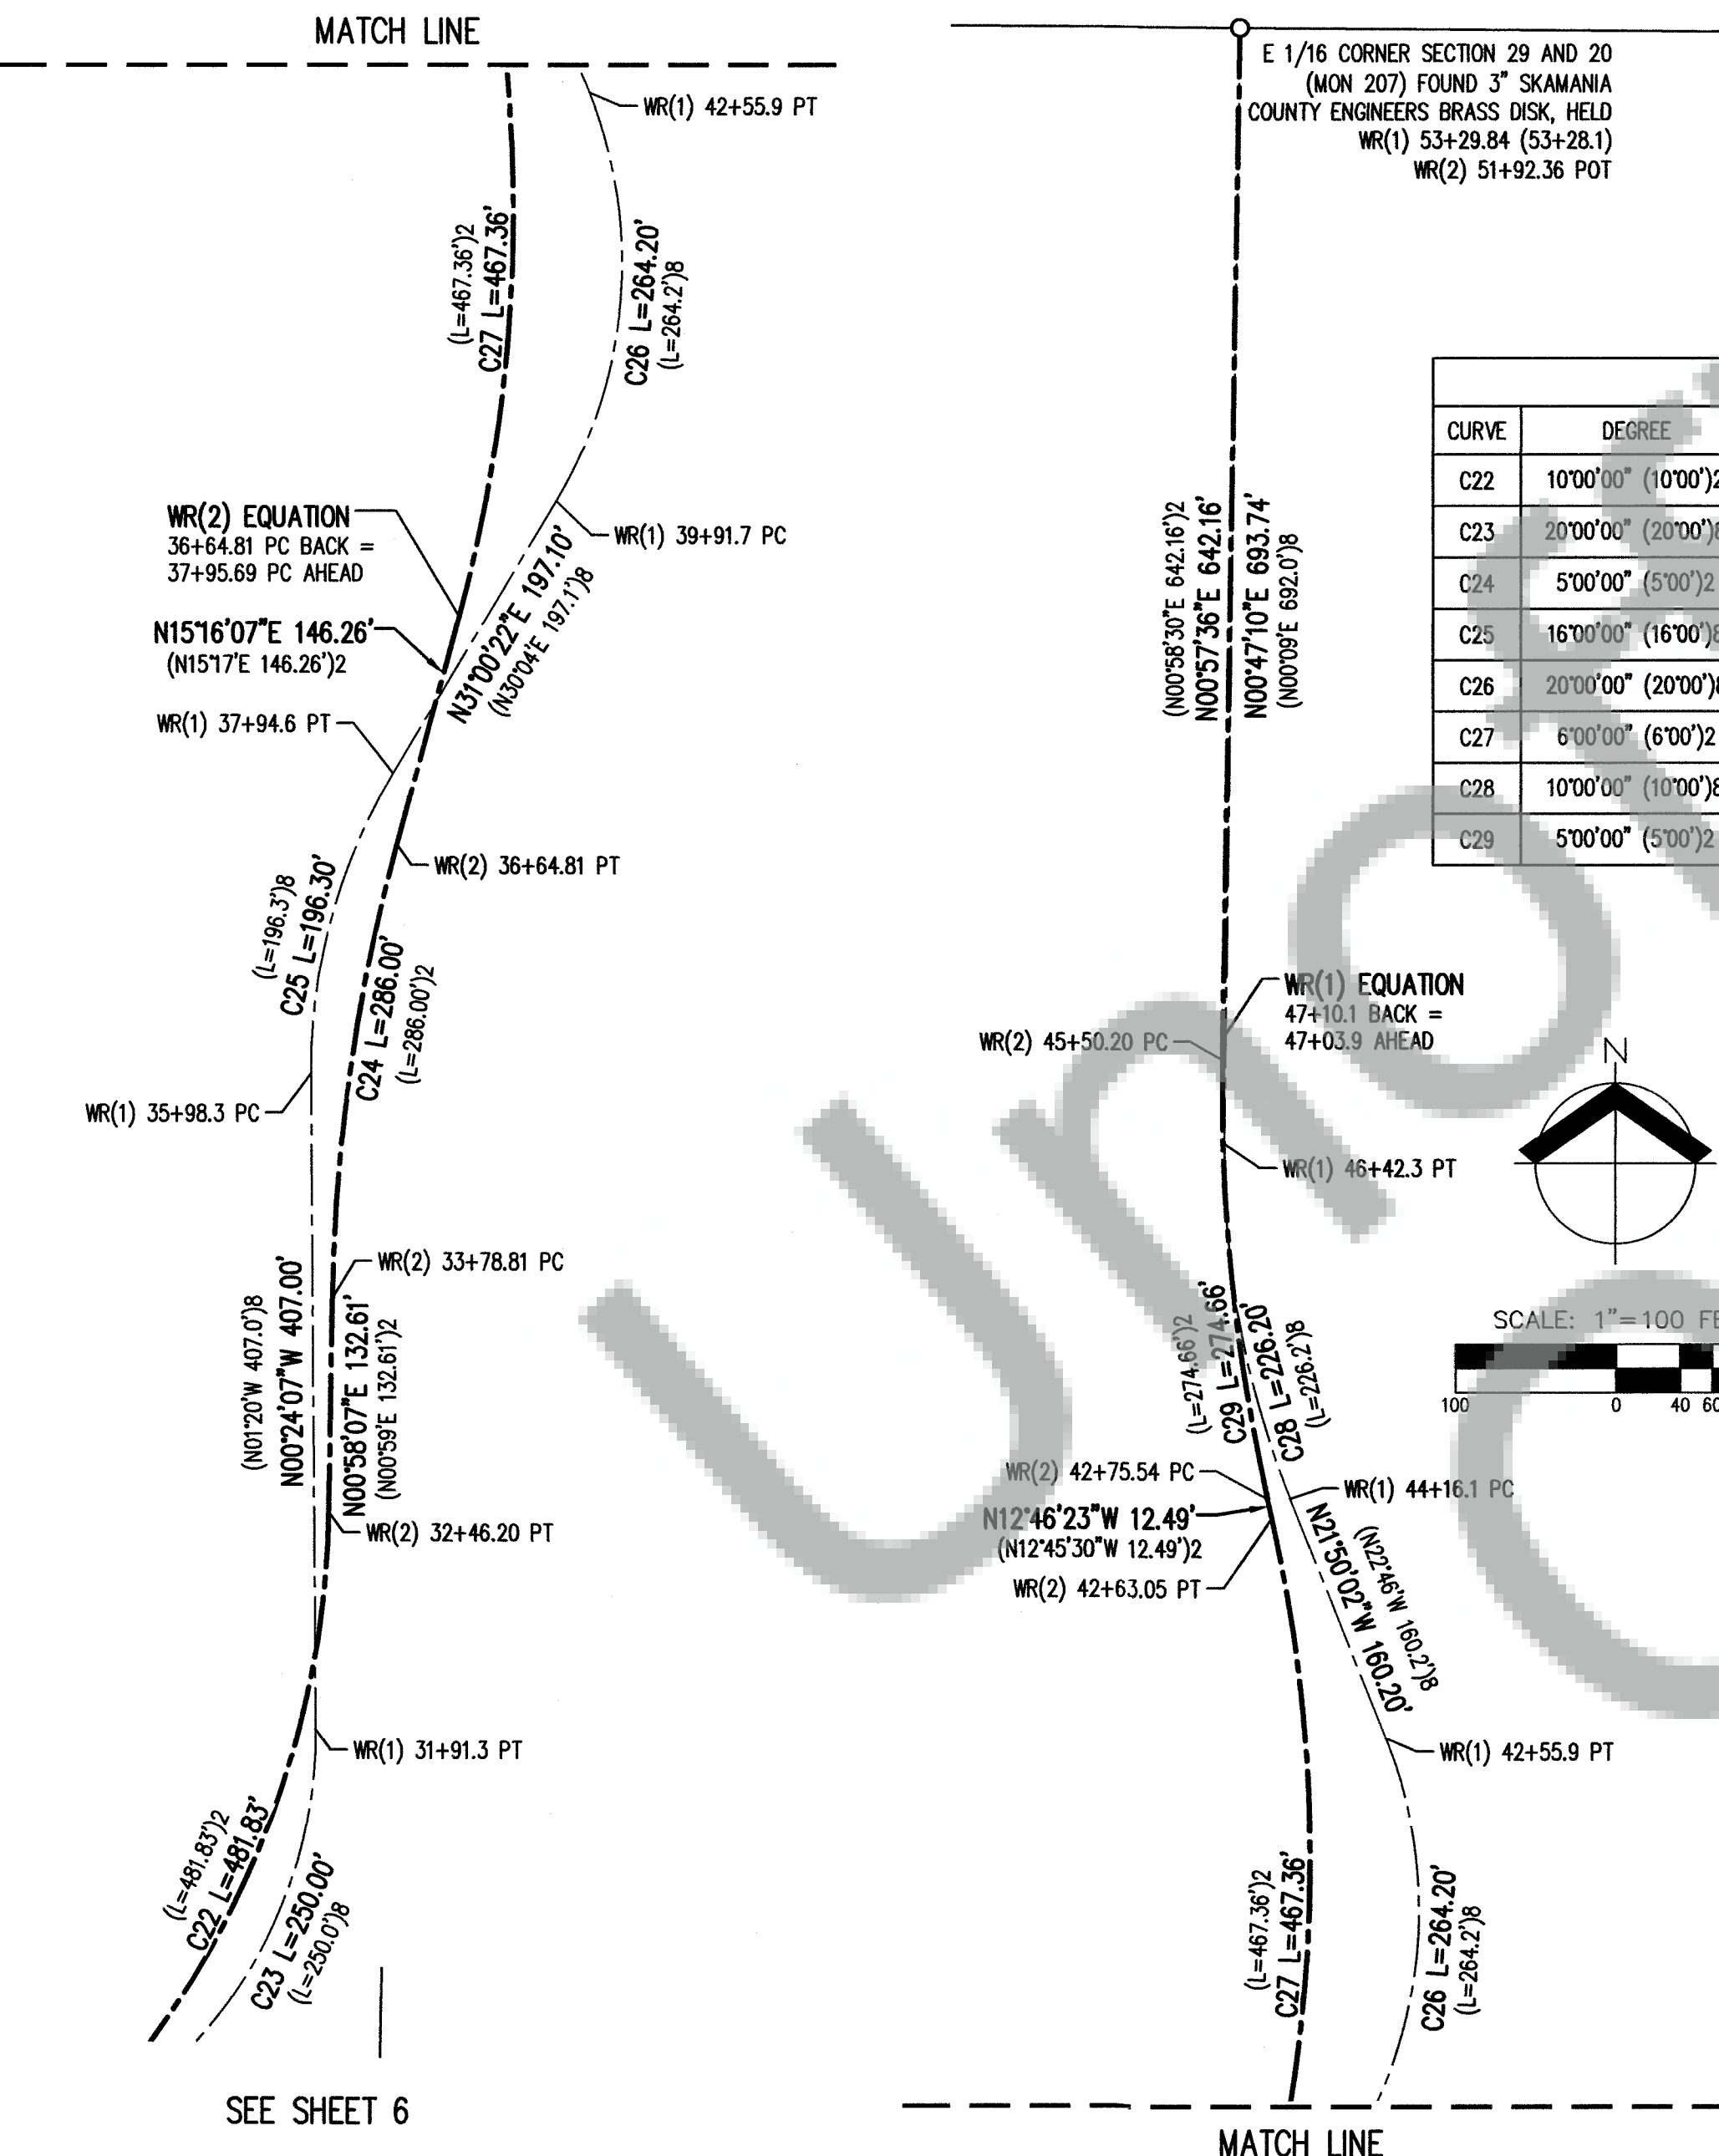 MATCH LINE
WR(1) 42+55.9 PT
(L=467.36')2
C27 L=467.36'
C26 L=264.20'
(L=264.2')8
WR(2) EQUATION
36+64.81 PC BACK =
37+95.69 PC AHEAD
WR(1) 39+91.7 PC
N15°16'07"E 146.26'
(N15°17'E 146.26')2
N31°00'22"E 197.10'
(N30°04'E 197.1')8
WR(1) 37+94.6 PT
WR(2) 36+64.81 PT
(L=196.3')8
C25 L=196.30'
C24 L=286.00'
(L=286.00')2
WR(1) 35+98.3 PC
WR(2) 33+78.81 PC
(N01°20'W 407.0')8
N00°24'07"W 407.00'
N00°58'07"E 132.61'
(N00°59'E 132.61')2
WR(2) 32+46.20 PT
WR(1) 31+91.3 PT
(L=481.83')2
C22 L=481.83'
C23 L=250.00'
(L=250.0')8
SEE SHEET 6
E 1/16 CORNER SECTION 29 AND 20
(MON 207) FOUND 3" SKAMANIA
COUNTY ENGINEERS BRASS DISK, HELD
WR(1) 53+29.84 (53+28.1)
WR(2) 51+92.36 POT
(N00°58'30"E 642.16')2
N00°57'36"E 642.16'
N00°47'10"E 693.74'
(N00°09'E 692.0')8
WR(1) EQUATION
47+10.1 BACK =
47+03.9 AHEAD
WR(2) 45+50.20 PC
WR(1) 46+42.3 PT
(L=274.66')2
C29 L=274.66'
C28 L=226.20'
(L=226.2')8
WR(2) 42+75.54 PC
WR(1) 44+16.1 PC
N12°46'23"W 12.49'
(N12°45'30"W 12.49')2
WR(2) 42+63.05 PT
(N22°46'W 160.2')8
N21°50'02"W 160.20'
WR(1) 42+55.9 PT
(L=467.36')2
C27 L=467.36'
C26 L=264.20'
(L=264.2')8
MATCH LINE
CURVE DEGREE
C22 10°00'00" (10°00')2
C23 20°00'00" (20°00')8
C24 5°00'00" (5°00')2
C25 16°00'00" (16°00')8
C26 20°00'00" (20°00')8
C27 6°00'00" (6°00')2
C28 10°00'00" (10°00')8
C29 5°00'00" (5°00')2
N
SCALE: 1"=100
100 0 40 60